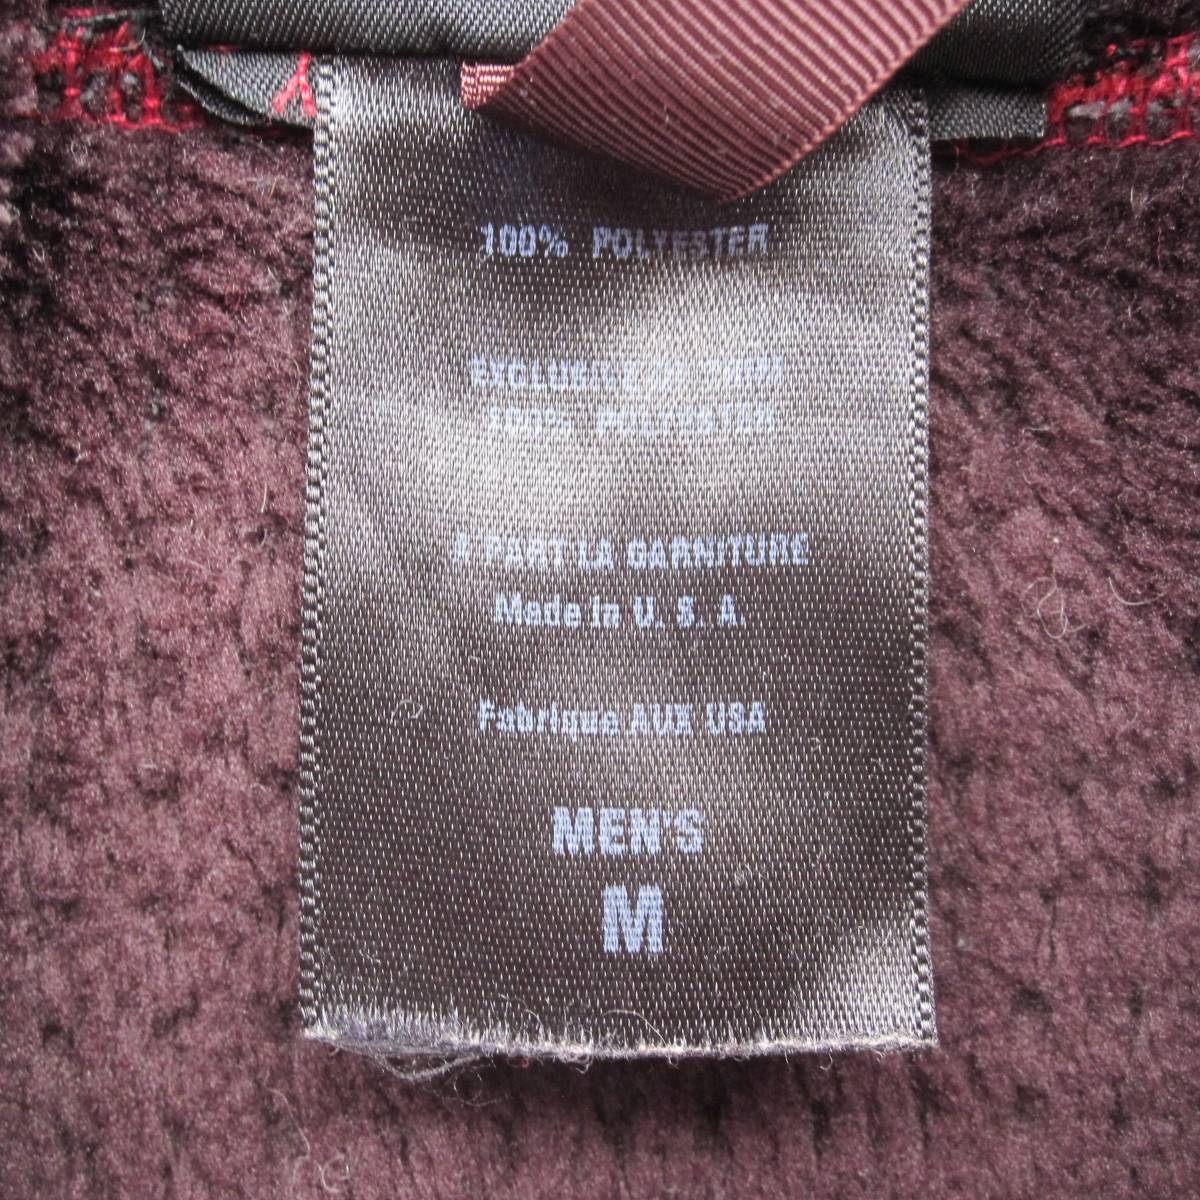 100% POLYESTER
EXCLUSIVE OF TRIM
100% POLYESTER
A PART LA GARNITURE
Made in U. S. A.
Fabrique AUX USA
MEN'S
M